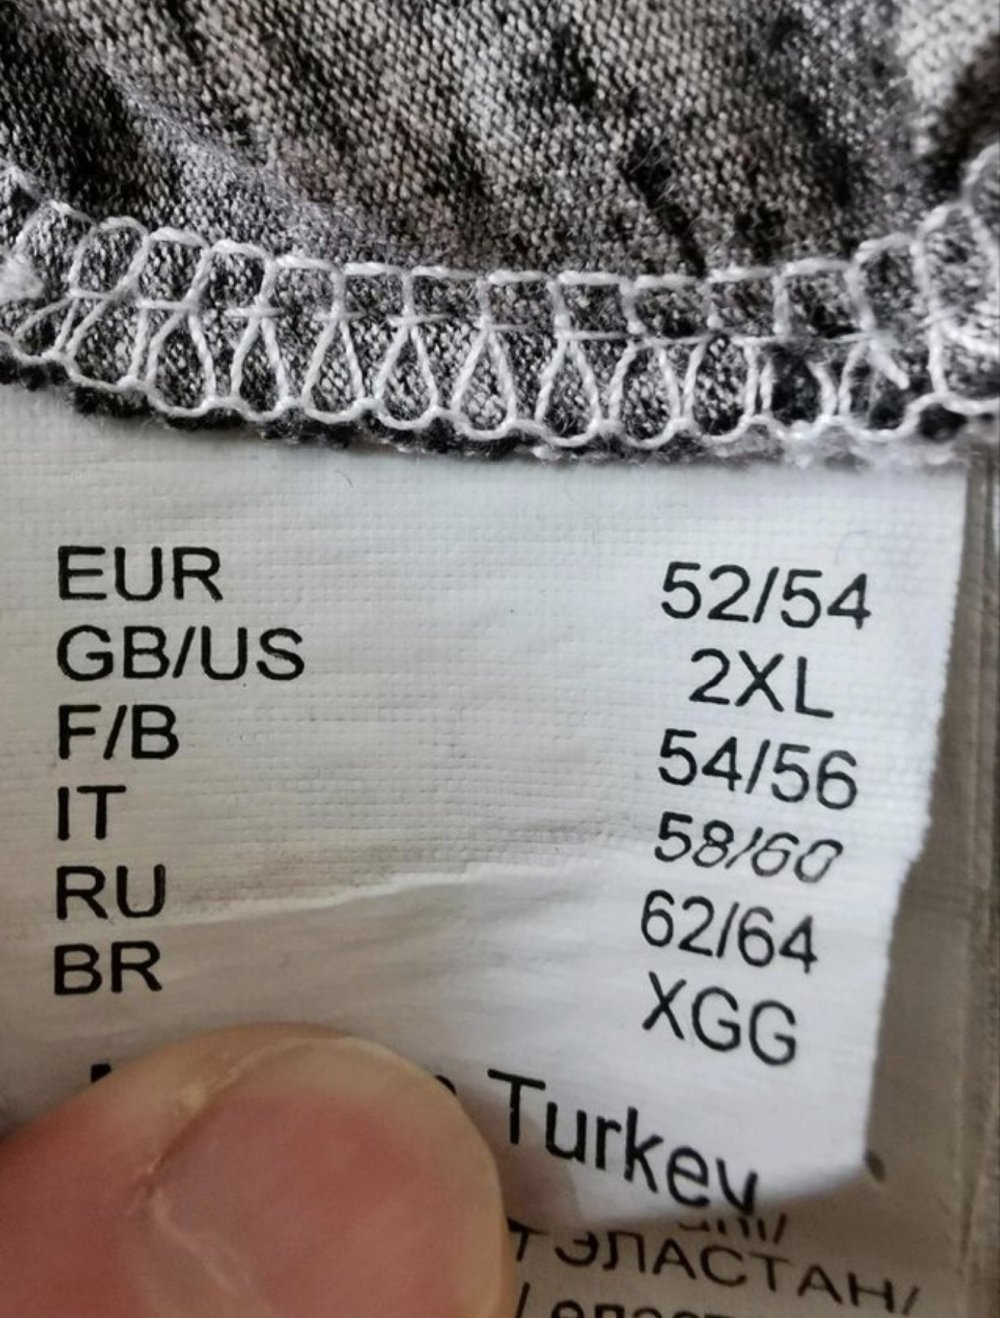 EUR 52/54
GB/US 2XL
F/B 54/56
IT 58/60
RU 62/64
BR XGG
Turkey
ЭЛАСТАН/